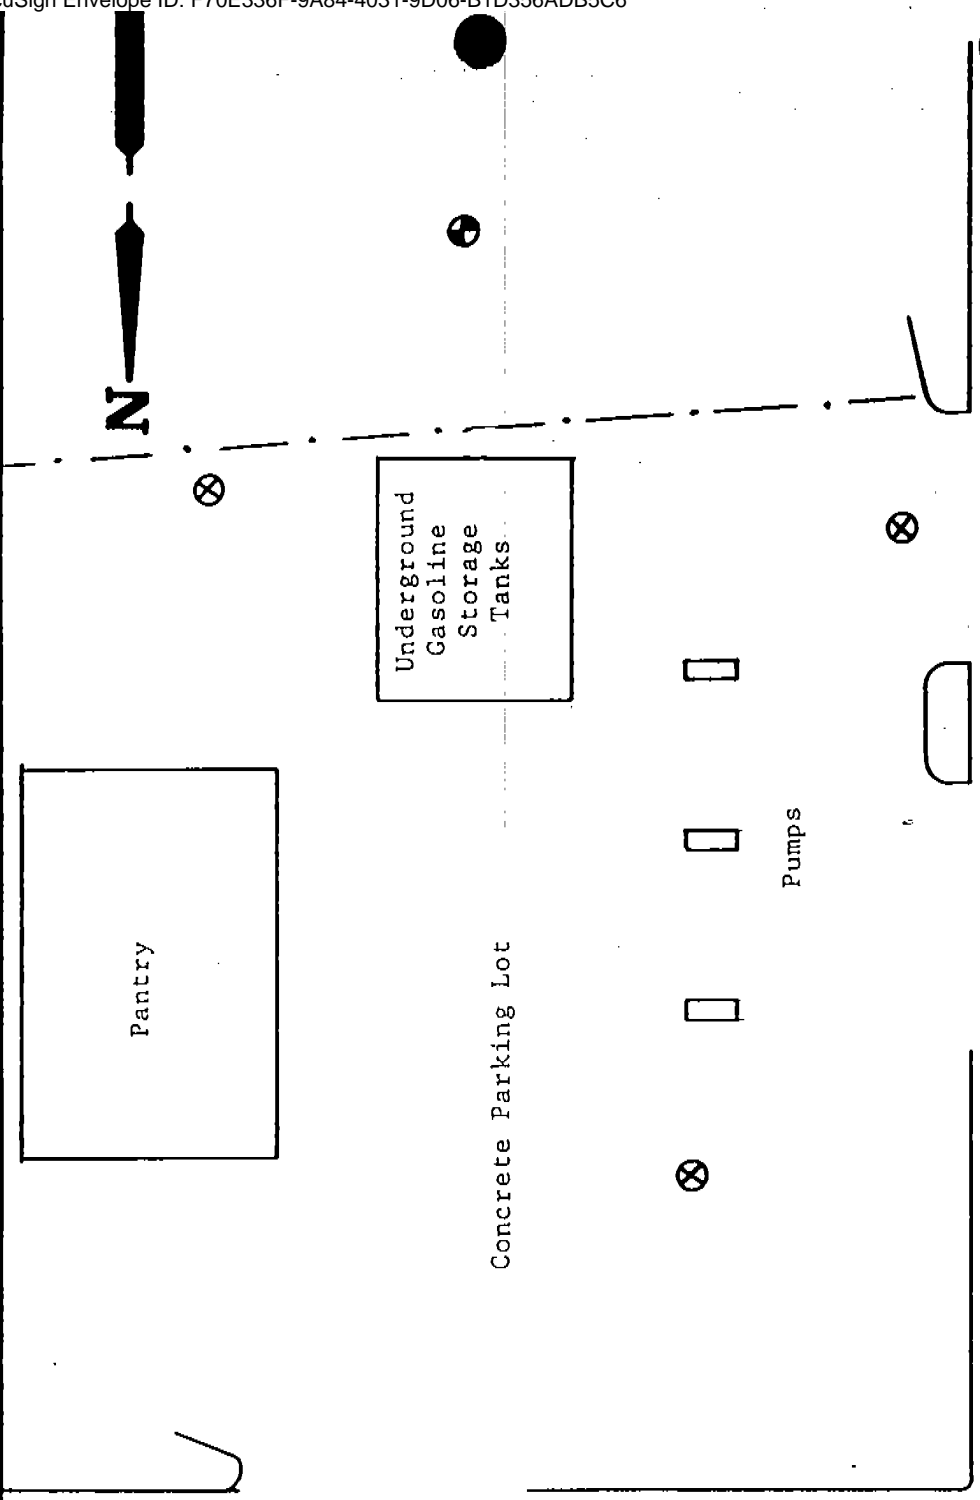 N
Underground
Gasoline
Storage
Tanks
Pumps
Pantry
Concrete Parking Lot